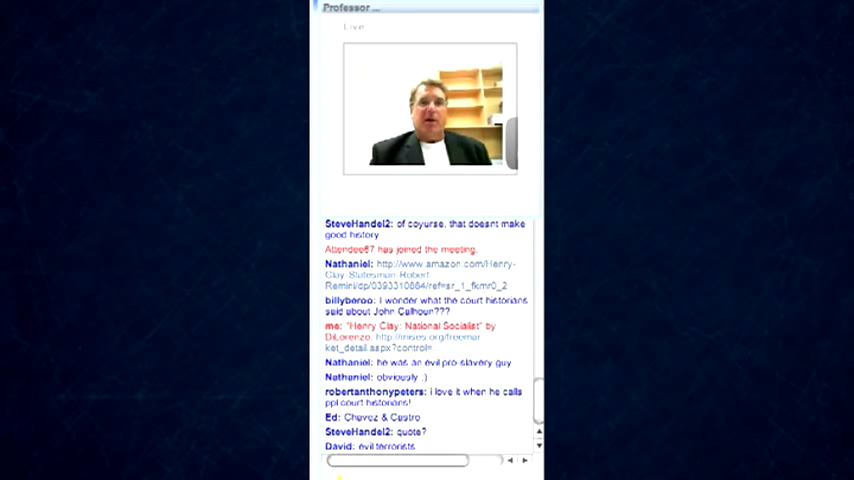 Professor ...
Live
SteveHandel2: of coyurse, that doesnt make
good history
Attendee67 has joined the meeting.
Nathaniel: http://www.amazon.com/Henry-
Clay-Statesman-Robert-
Remini/dp/0393310884/ref=sr_1_fkmr0_2
billyberoo: I wonder what the court historians
said about John Calhoun???
me: "Henry Clay: National Socialist" by
DiLorenzo: http://mises.org/freemar
ket_detail.aspx?control=
Nathaniel: he was an evil pro-slavery guy
Nathaniel: obviously ;)
robertanthonypeters: i love it when he calls
ppl court historians!
Ed: Chavez & Castro
SteveHandel2: quote?
David: evil terrorists